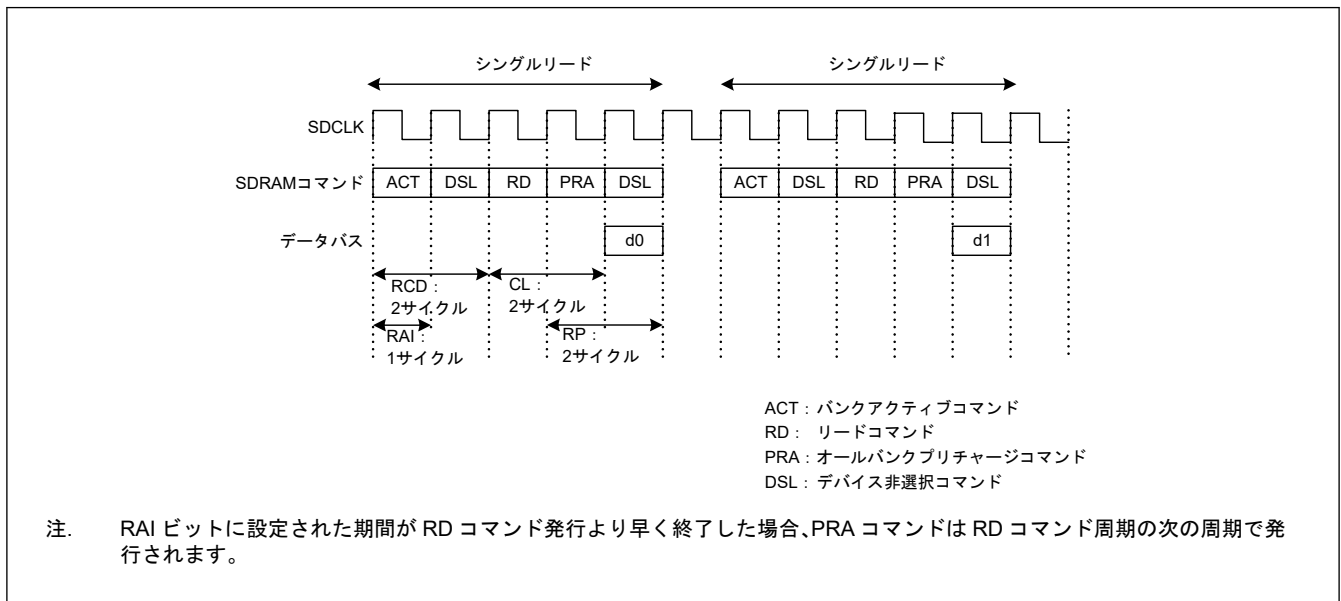 シングルリード シングルリード
SDCLK
SDRAMコマンド ACT DSL RD PRA DSL ACT DSL RD PRA DSL
データバス d0 d1
RCD： CL：
2サイクル 2サイクル
RAI： RP：
1サイクル 2サイクル
ACT：バンクアクティブコマンド
RD： リードコマンド
PRA：オールバンクプリチャージコマンド
DSL：デバイス非選択コマンド
注. RAI ビットに設定された期間が RD コマンド発行より早く終了した場合、PRA コマンドは RD コマンド周期の次の周期で発
行されます。